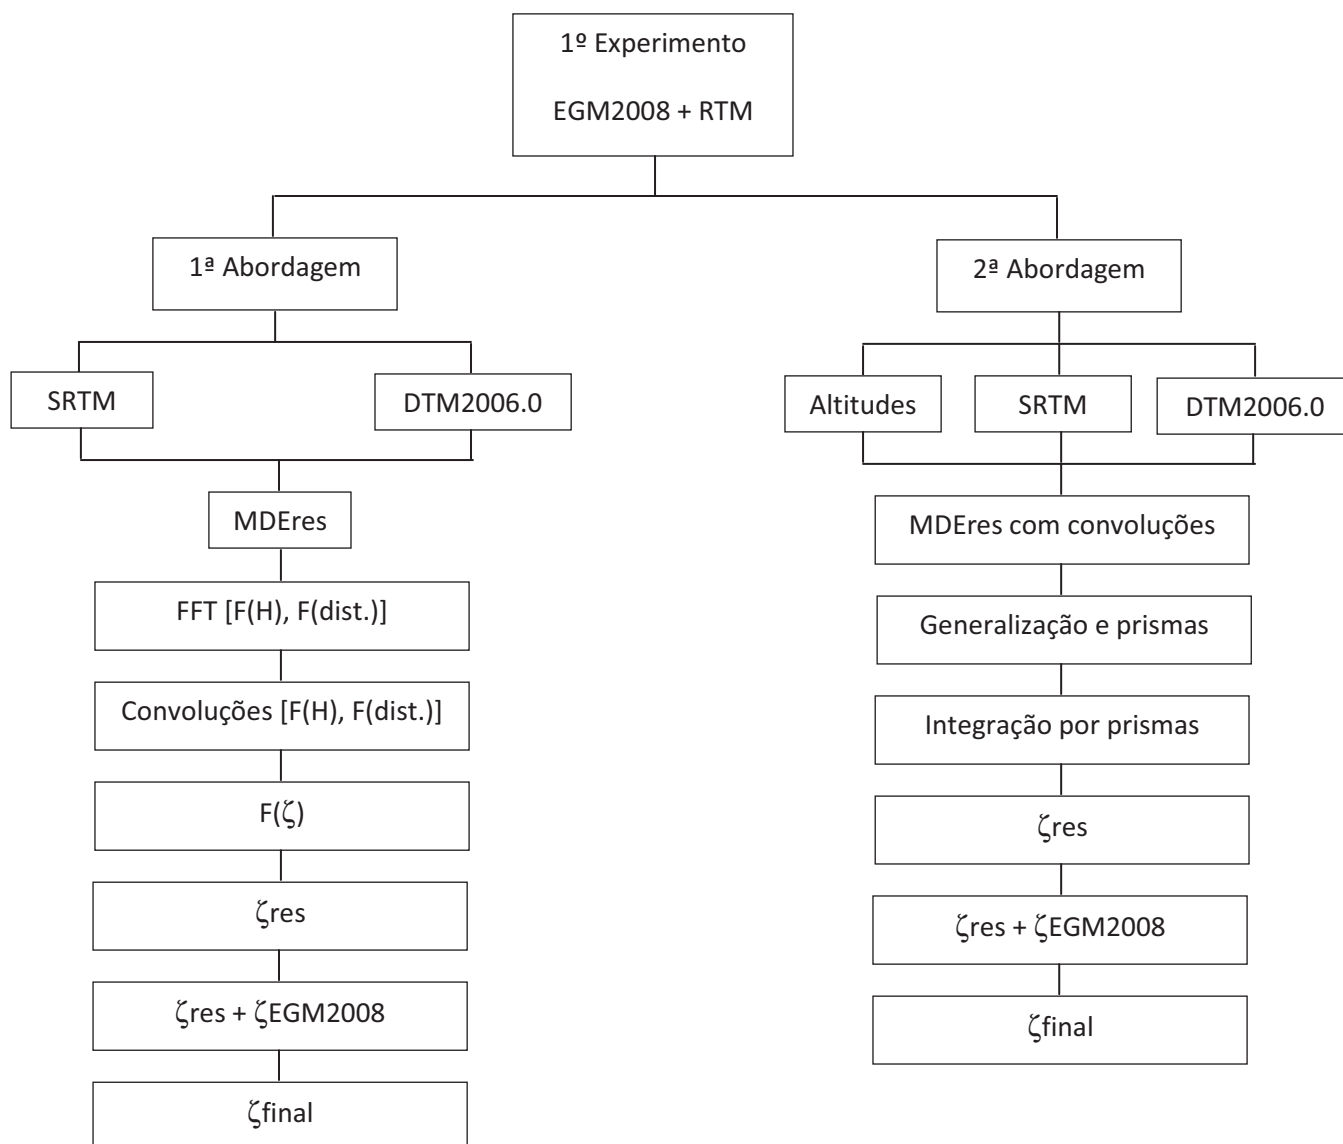 1º Experimento
EGM2008 + RTM
1ª Abordagem
SRTM
DTM2006.0
MDEres
FFT [F(H), F(dist.)]
Convoluções [F(H), F(dist.)]
F(ζ)
ζres
ζres + ζEGM2008
ζfinal
2ª Abordagem
Altitudes
SRTM
DTM2006.0
MDEres com convoluções
Generalização e prismas
Integração por prismas
ζres
ζres + ζEGM2008
ζfinal